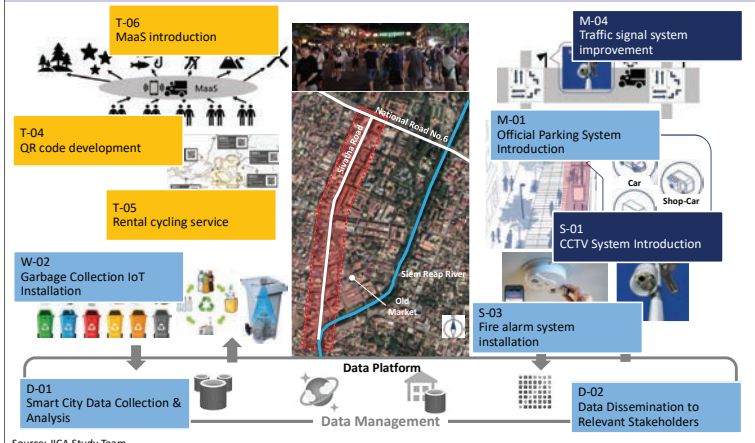 T-06
MaaS introduction
MaaS
T-04
QR code development
T-05
Rental cycling service
W-02
Garbage Collection IoT
Installation
National Road No.6
Sivatha Road
Siem Reap River
Old
Market
M-04
Traffic signal system
improvement
M-01
Official Parking System
Introduction
Car
Shop-Car
S-01
CCTV System Introduction
S-03
Fire alarm system
installation
Data Platform
D-01
Smart City Data Collection &
Analysis
Data Management
D-02
Data Dissemination to
Relevant Stakeholders
Source: JICA Study Team